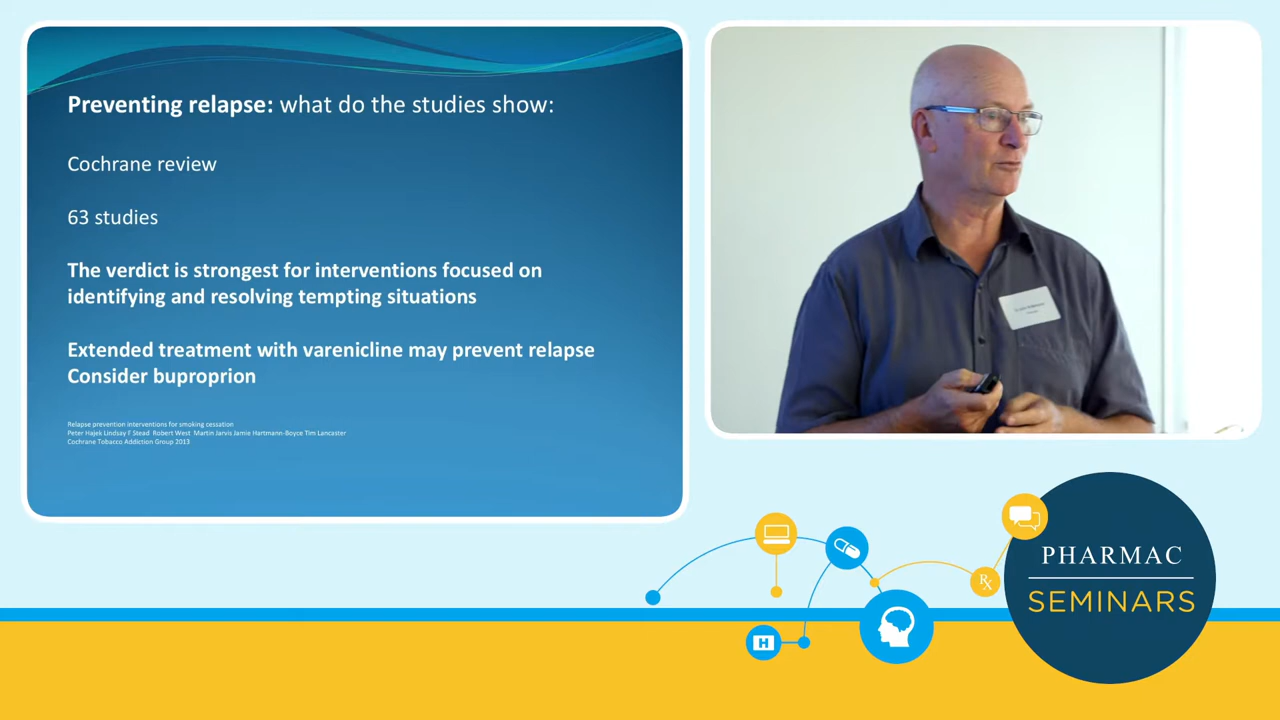 Preventing relapse: what do the studies show:
Cochrane review
63 studies
The verdict is strongest for interventions focused on
identifying and resolving tempting situations
Extended treatment with varenicline may prevent relapse
Consider buproprion
Relapse prevention interventions for smoking cessation
Peter Hajek Lindsay F Stead Robert West Martin Jarvis Jamie Hartmann-Boyce Tim Lancaster
Cochrane Tobacco Addiction Group 2013
H
Rx
PHARMAC
SEMINARS